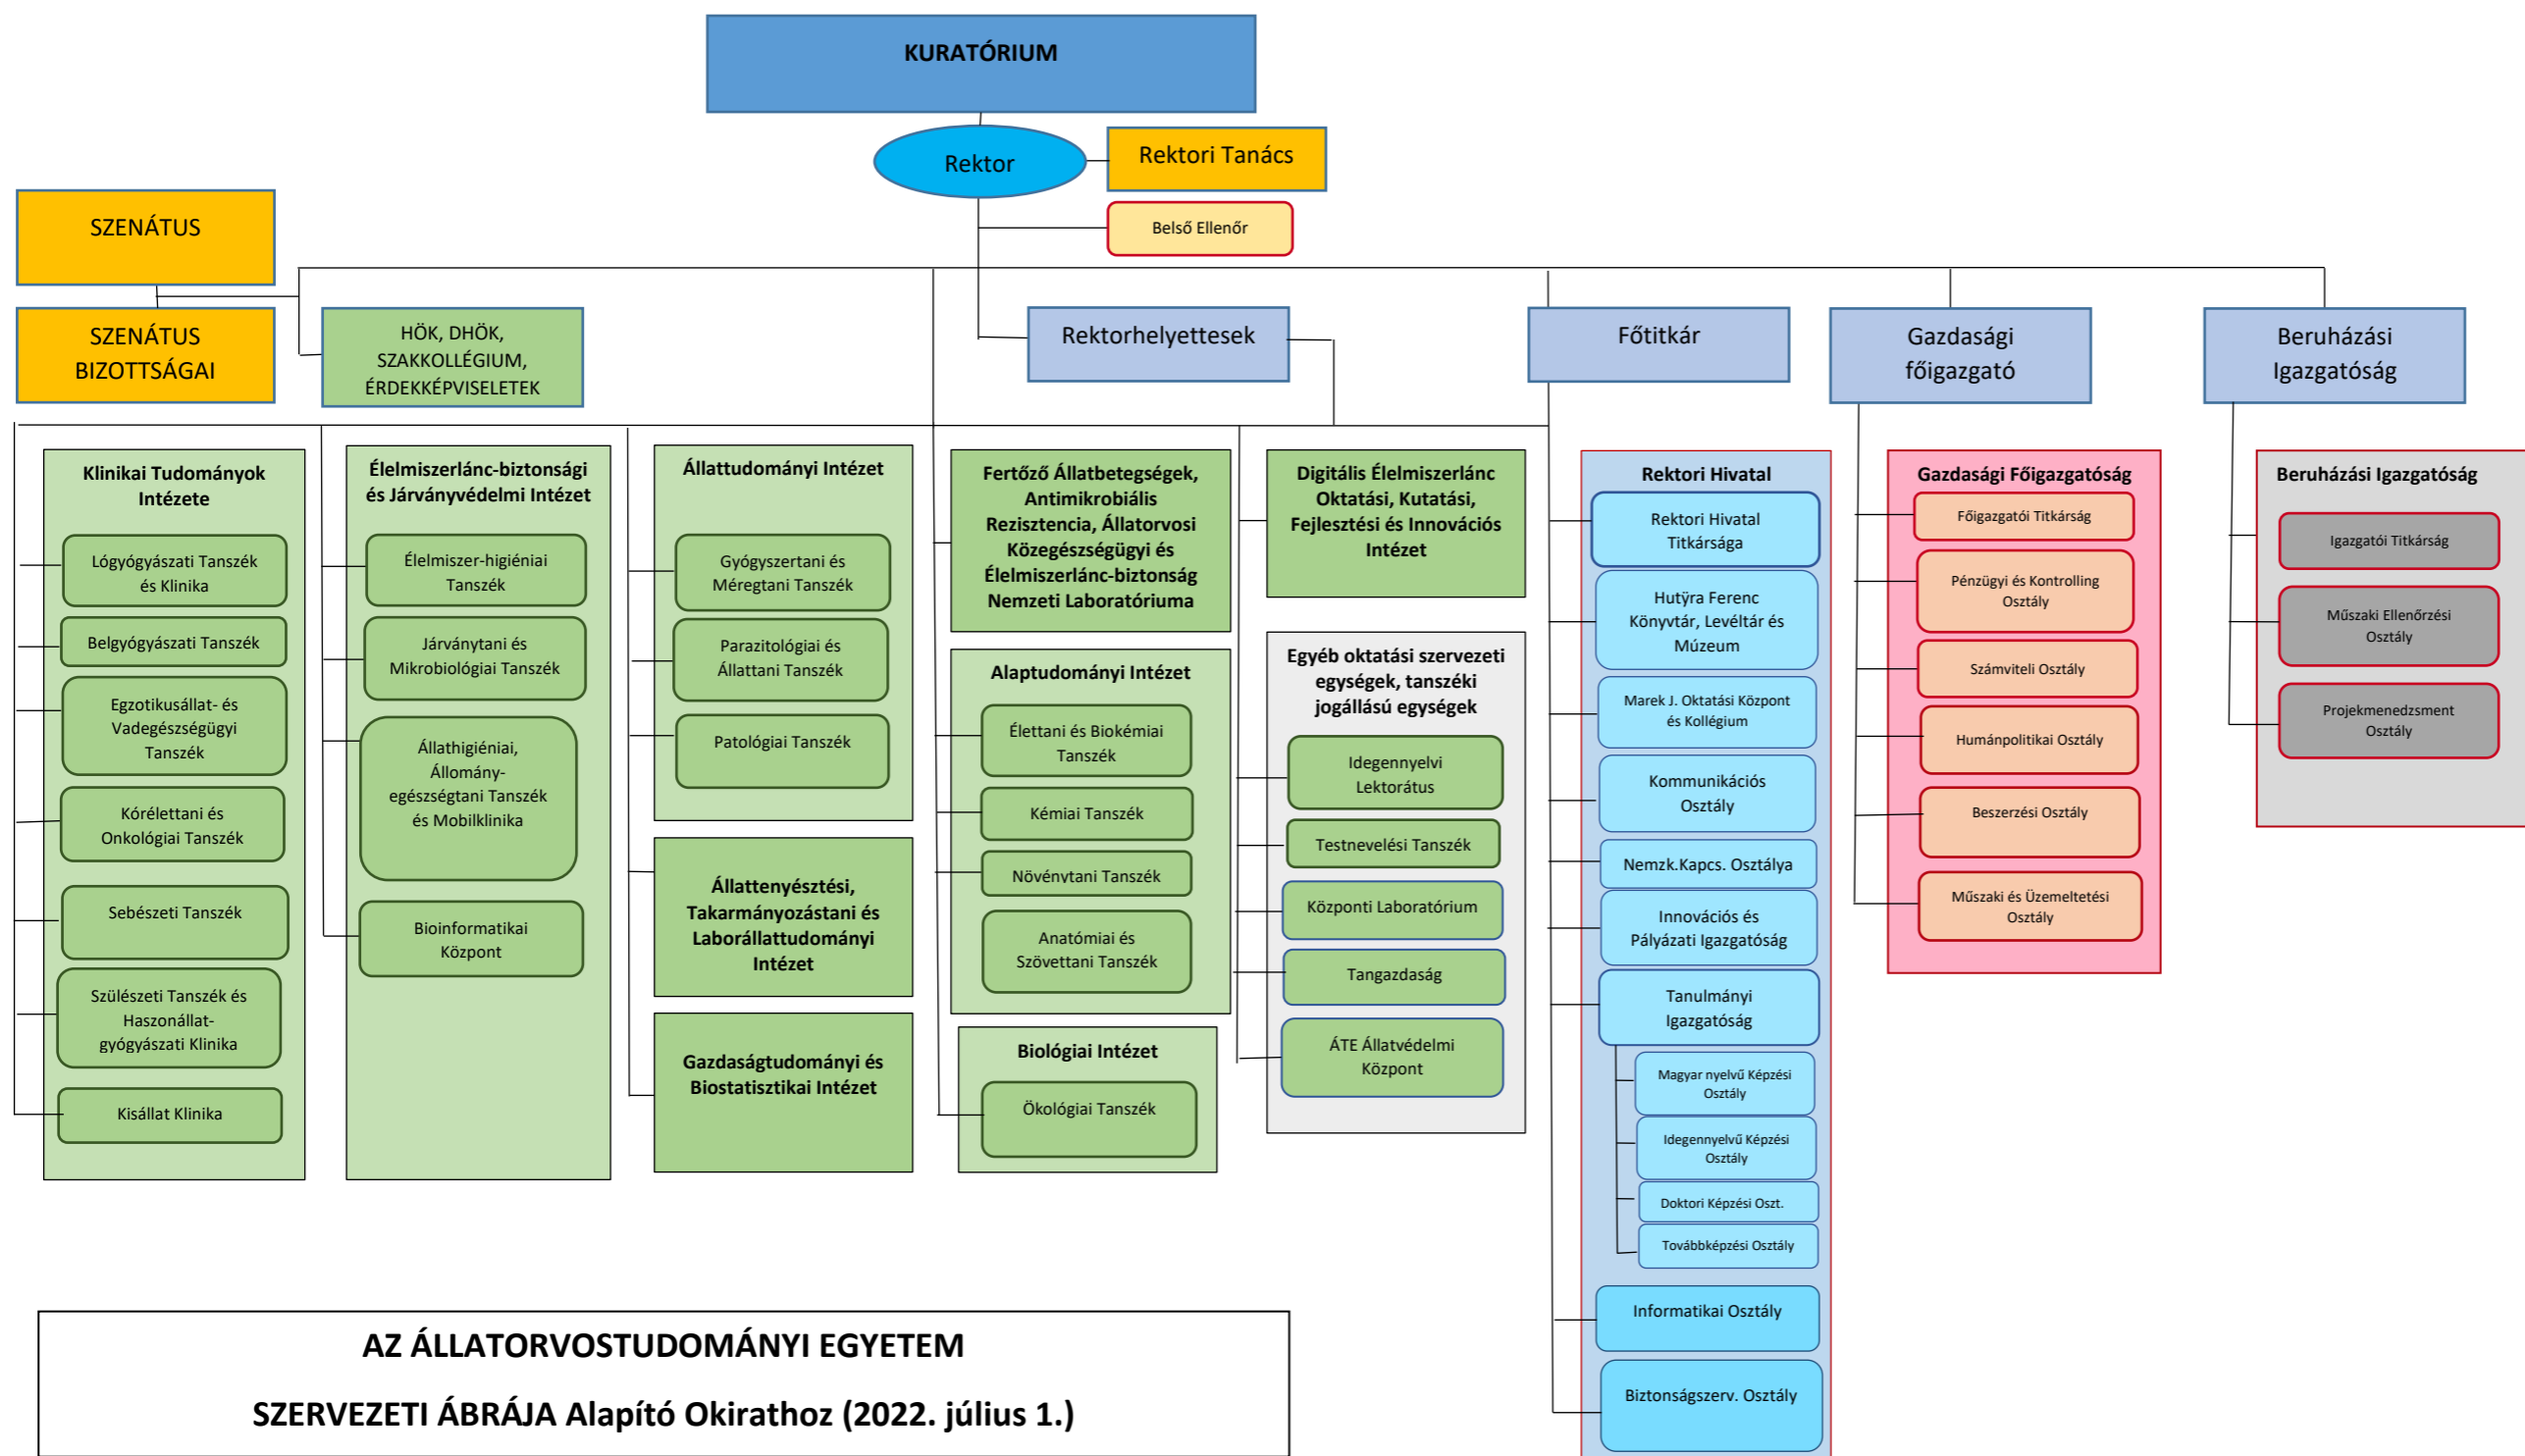 KURATÓRIUM
Rektor
Rektori Tanács
Belső Ellenőr
SZENÁTUS
SZENÁTUS
BIZOTTSÁGAI
HÖK, DHÖK,
SZAKKOLLÉGIUM,
ÉRDEKKÉPVISELETEK
Rektorhelyettesek
Főtitkár
Gazdasági
főigazgató
Beruházási
Igazgatóság
Klinikai Tudományok
Intézete
Lógyógyászati Tanszék
és Klinika
Belgyógyászati Tanszék
Egzotikusállat- és
Vadegészségügyi
Tanszék
Kórélettani és
Onkológiai Tanszék
Sebészeti Tanszék
Szülészeti Tanszék és
Haszonállat-
gyógyászati Klinika
Kisállat Klinika
Élelmiszerlánc-biztonsági
és Járványvédelmi Intézet
Élelmiszer-higiéniai
Tanszék
Járványtani és
Mikrobiológiai Tanszék
Állathigiéniai,
Állomány-
egészségtani Tanszék
és Mobilklinika
Bioinformatikai
Központ
Állattudományi Intézet
Gyógyszertani és
Méregtani Tanszék
Parazitológiai és
Állattani Tanszék
Patológiai Tanszék
Állattenyésztési,
Takarmányozástani és
Laborállattudományi
Intézet
Gazdaságtudományi és
Biostatisztikai Intézet
Fertőző Állatbetegségek,
Antimikrobiális
Rezisztencia, Állatorvosi
Közegészségügyi és
Élelmiszerlánc-biztonság
Nemzeti Laboratóriuma
Alaptudományi Intézet
Élettani és Biokémiai
Tanszék
Kémiai Tanszék
Növénytani Tanszék
Anatómiai és
Szövettani Tanszék
Biológiai Intézet
Ökológiai Tanszék
Digitális Élelmiszerlánc
Oktatási, Kutatási,
Fejlesztési és Innovációs
Intézet
Egyéb oktatási szervezeti
egységek, tanszéki
jogállású egységek
Idegennyelvi
Lektorátus
Testnevelési Tanszék
Központi Laboratórium
Tangazdaság
ÁTE Állatvédelmi
Központ
Rektori Hivatal
Rektori Hivatal
Titkársága
Hutÿra Ferenc
Könyvtár, Levéltár és
Múzeum
Marek J. Oktatási Központ
és Kollégium
Kommunikációs
Osztály
Nemzk.Kapcs. Osztálya
Innovációs és
Pályázati Igazgatóság
Tanulmányi
Igazgatóság
Magyar nyelvű Képzési
Osztály
Idegennyelvű Képzési
Osztály
Doktori Képzési Oszt.
Továbbképzési Osztály
Informatikai Osztály
Biztonságszerv. Osztály
Gazdasági Főigazgatóság
Főigazgatói Titkárság
Pénzügyi és Kontrolling
Osztály
Számviteli Osztály
Humánpolitikai Osztály
Beszerzési Osztály
Műszaki és Üzemeltetési
Osztály
Beruházási Igazgatóság
Igazgatói Titkárság
Műszaki Ellenőrzési
Osztály
Projekmenedzsment
Osztály
AZ ÁLLATORVOSTUDOMÁNYI EGYETEM
SZERVEZETI ÁBRÁJA Alapító Okirathoz (2022. július 1.)